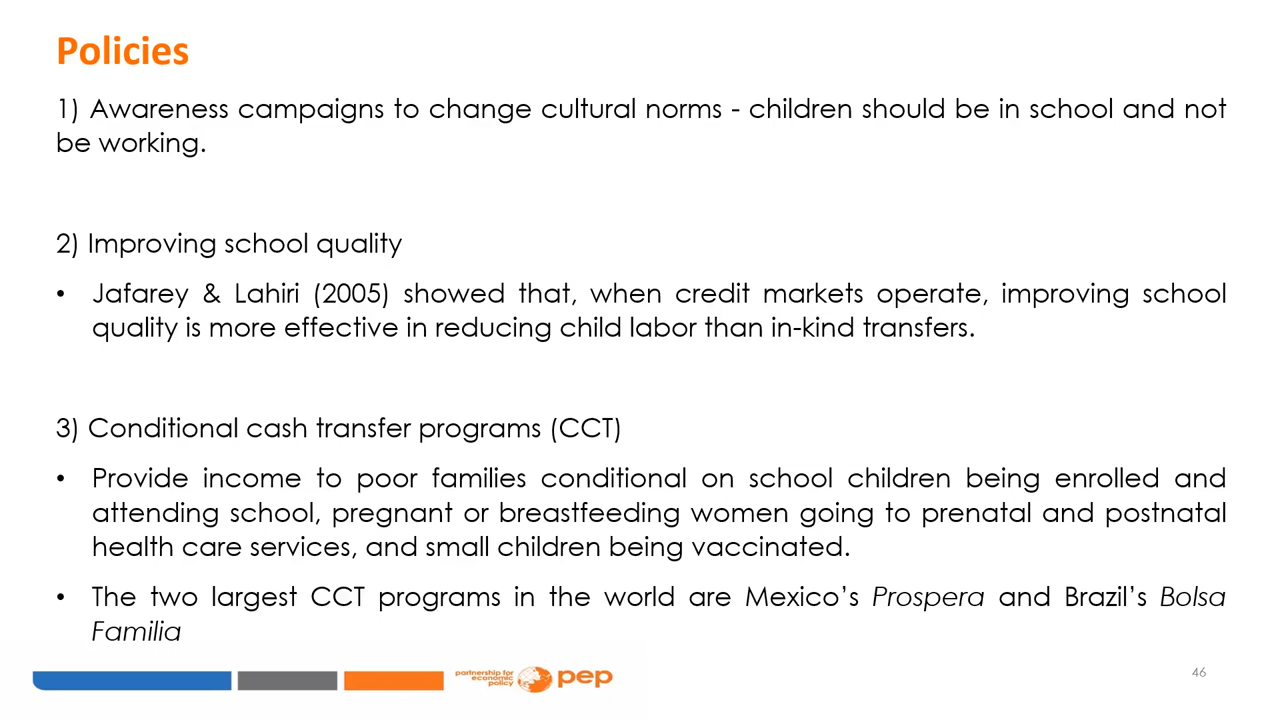 Policies
1) Awareness campaigns to change cultural norms - children should be in school and not
be working.
2) Improving school quality
• Jafarey & Lahiri (2005) showed that, when credit markets operate, improving school
quality is more effective in reducing child labor than in-kind transfers.
3) Conditional cash transfer programs (CCT)
• Provide income to poor families conditional on school children being enrolled and
attending school, pregnant or breastfeeding women going to prenatal and postnatal
health care services, and small children being vaccinated.
• The two largest CCT programs in the world are Mexico’s Prospera and Brazil’s Bolsa
Familia
partnership for
economic
policy
pep
46